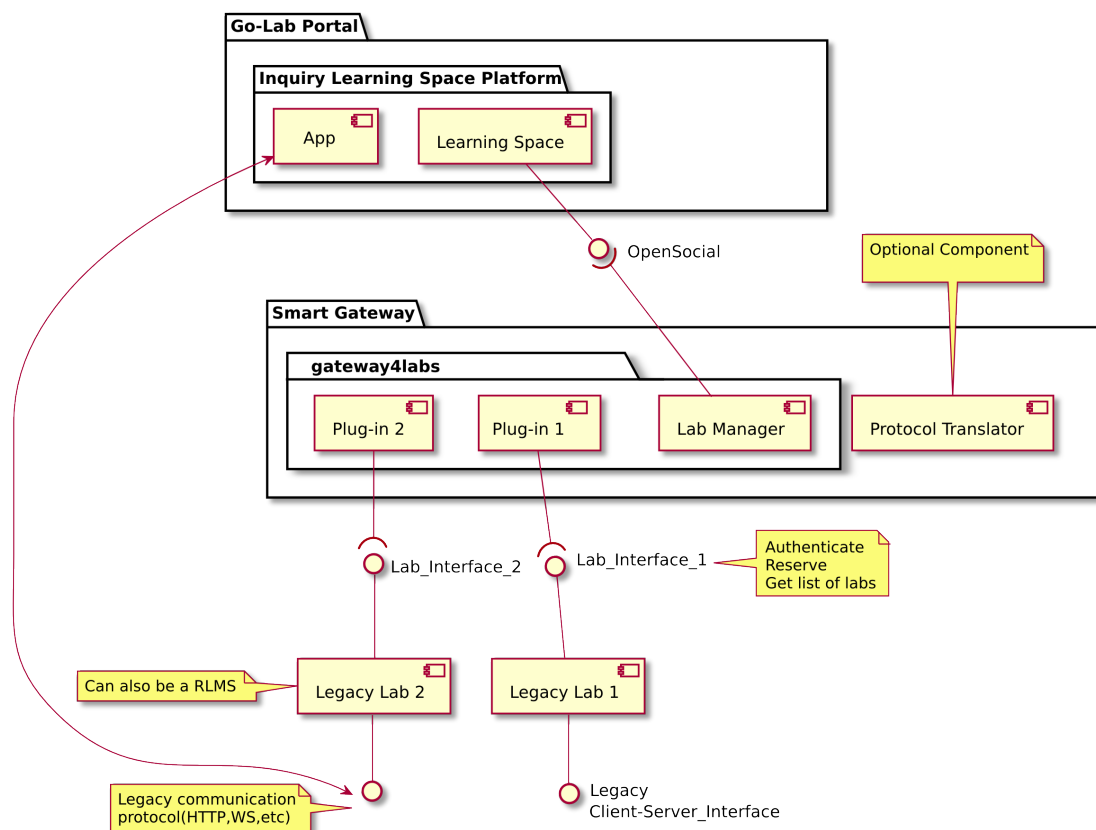 Go-Lab Portal
Inquiry Learning Space Platform
App
Learning Space
OpenSocial
Optional Component
Smart Gateway
gateway4labs
Plug-in 2
Plug-in 1
Lab Manager
Protocol Translator
Lab_Interface_2
Lab_Interface_1
Authenticate
Reserve
Get list of labs
Can also be a RLMS
Legacy Lab 2
Legacy Lab 1
Legacy communication
protocol(HTTP,WS,etc)
Legacy
Client-Server_Interface